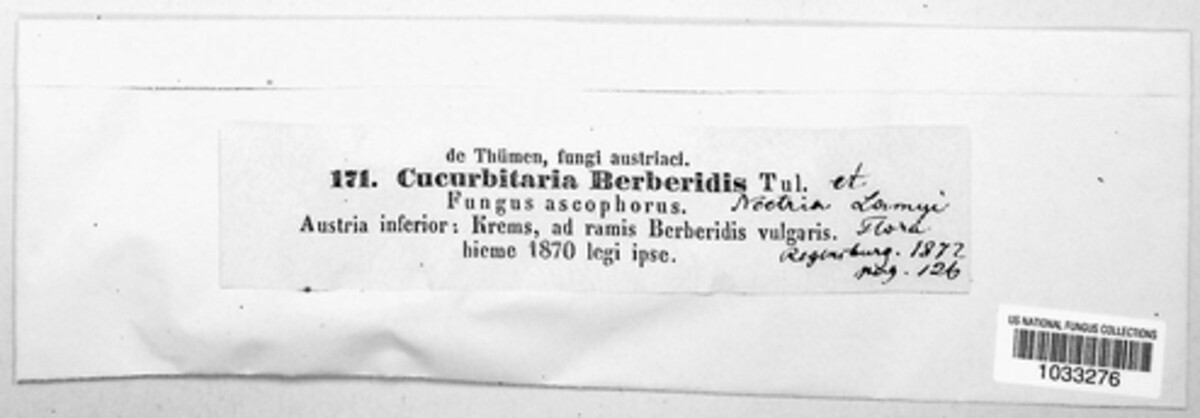 de Thümen, fungi austriaci.
171. Cucurbitaria Berberidis Tul. et
Fungus ascophorus. Nectria Lamyi
Austria inferior: Krems, ad ramis Berberidis vulgaris. Flora
hieme 1870 legi ipse. Regensburg. 1872
pag. 126
US NATIONAL FUNGUS COLLECTIONS
1033276